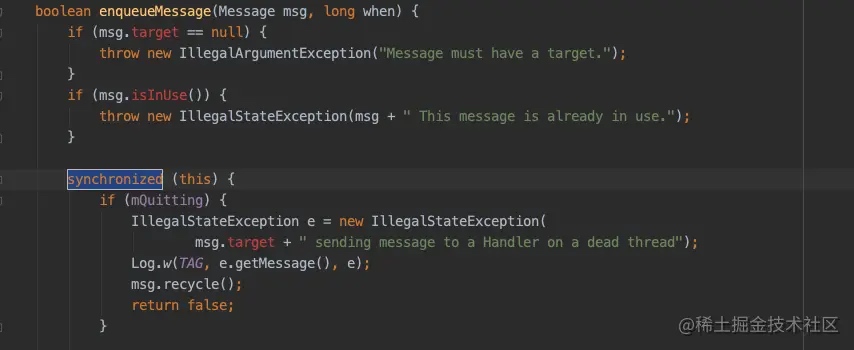 boolean enqueueMessage(Message msg, long when) {
    if (msg.target == null) {
        throw new IllegalArgumentException("Message must have a target.");
    }
    if (msg.isInUse()) {
        throw new IllegalStateException(msg + " This message is already in use.");
    }

    synchronized (this) {
        if (mQuitting) {
            IllegalStateException e = new IllegalStateException(
                    msg.target + " sending message to a Handler on a dead thread");
            Log.w(TAG, e.getMessage(), e);
            msg.recycle();
            return false;
        }
@稀土掘金技术社区